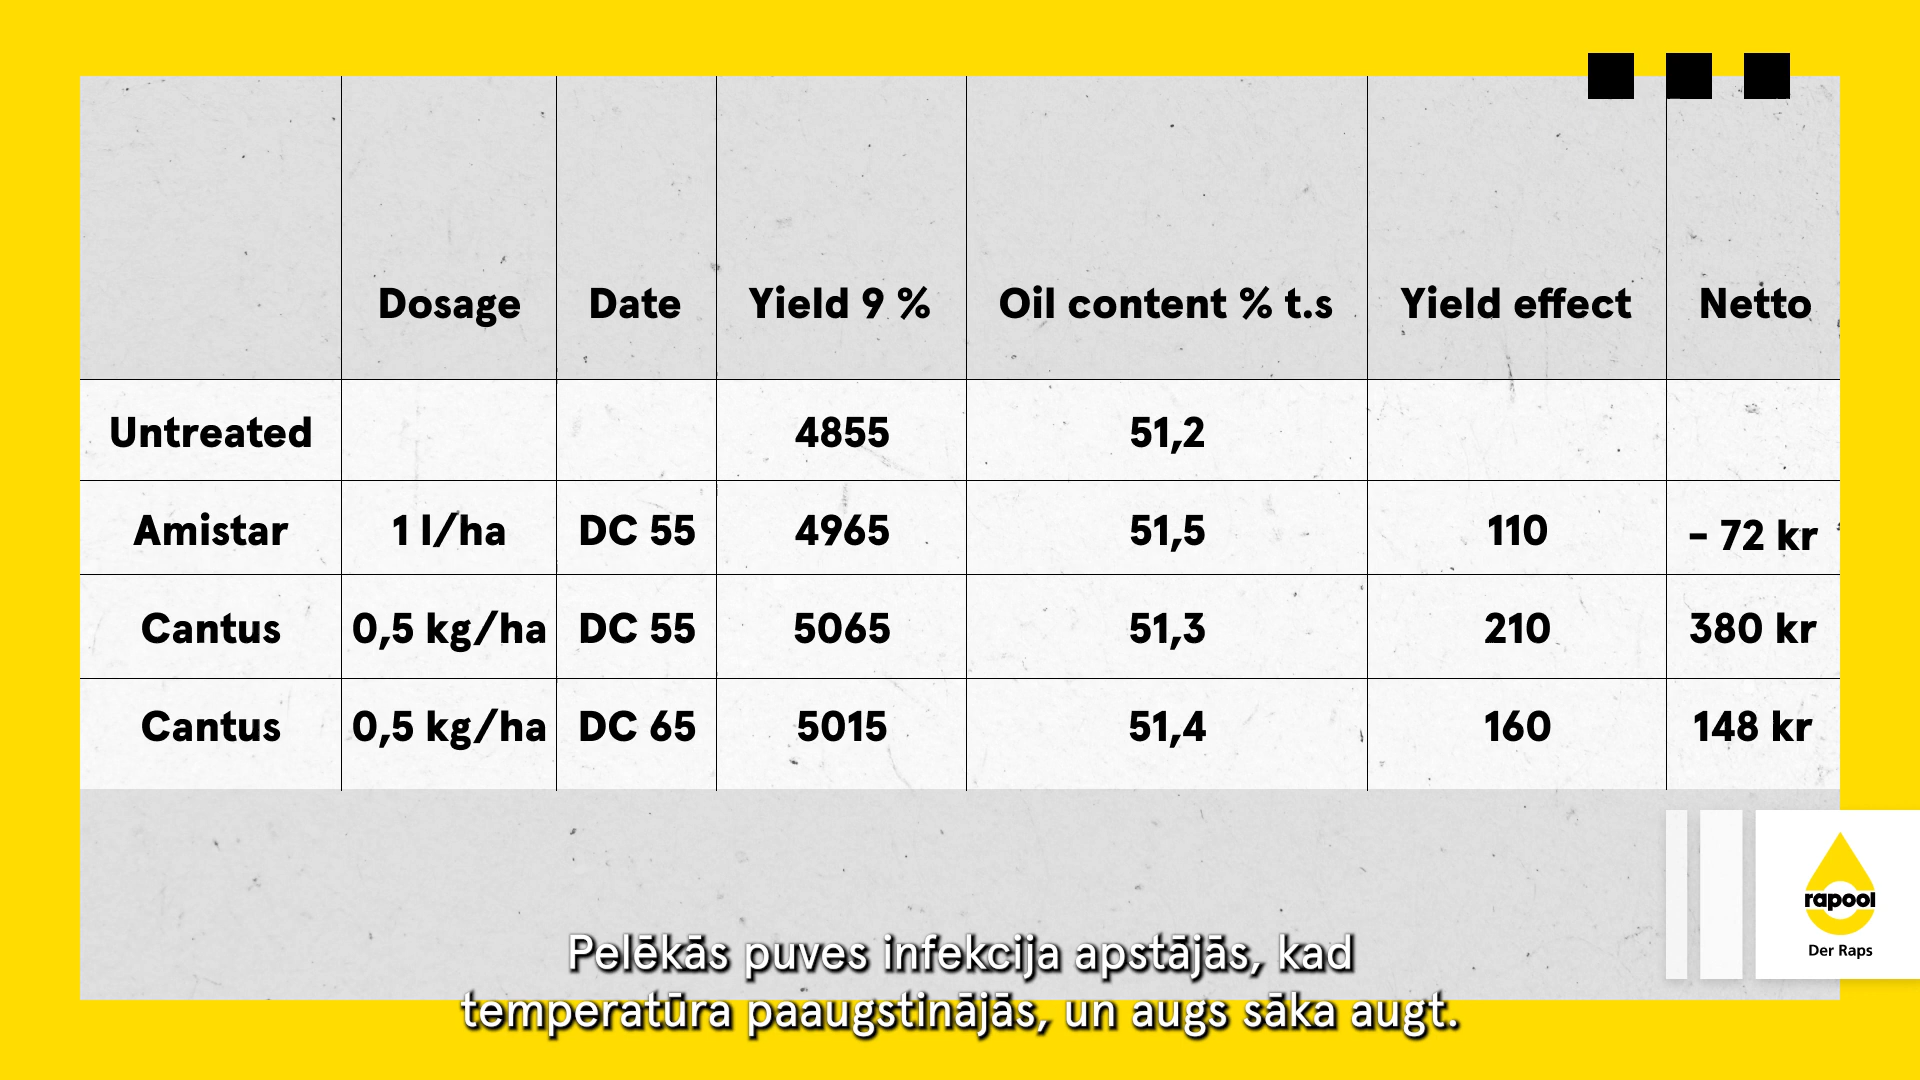 Dosage Date Yield 9 % Oil content % t.s Yield effect Netto
Untreated 4855 51,2
Amistar 1 l/ha DC 55 4965 51,5 110 - 72 kr
Cantus 0,5 kg/ha DC 55 5065 51,3 210 380 kr
Cantus 0,5 kg/ha DC 65 5015 51,4 160 148 kr
rapool
Der Raps
Pelēkās puves infekcija apstājās, kad
temperatūra paaugstinājās, un augs sāka augt.